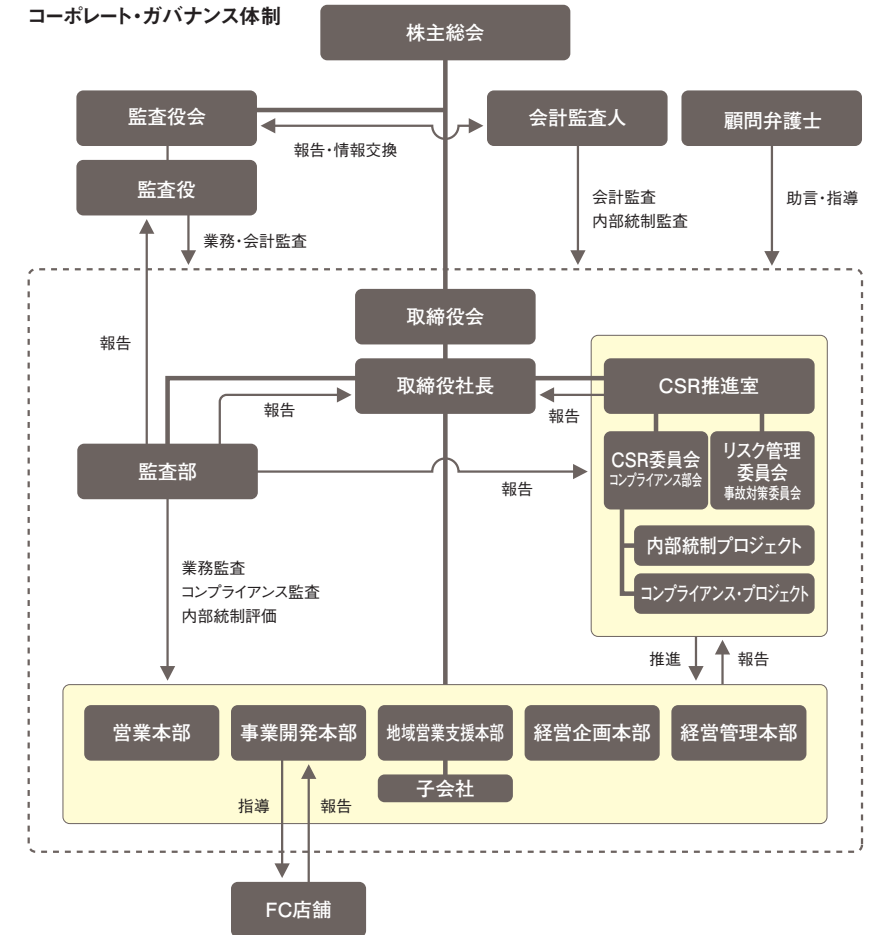 コーポレート・ガバナンス体制
株主総会
監査役会
会計監査人
顧問弁護士
報告・情報交換
監査役
会計監査
内部統制監査
助言・指導
業務・会計監査
取締役会
報告
取締役社長
CSR推進室
報告
報告
監査部
CSR委員会
コンプライアンス部会
リスク管理
委員会
事故対策委員会
報告
内部統制プロジェクト
コンプライアンス・プロジェクト
業務監査
コンプライアンス監査
内部統制評価
推進
報告
営業本部
事業開発本部
地域営業支援本部
経営企画本部
経営管理本部
子会社
指導
報告
FC店舗